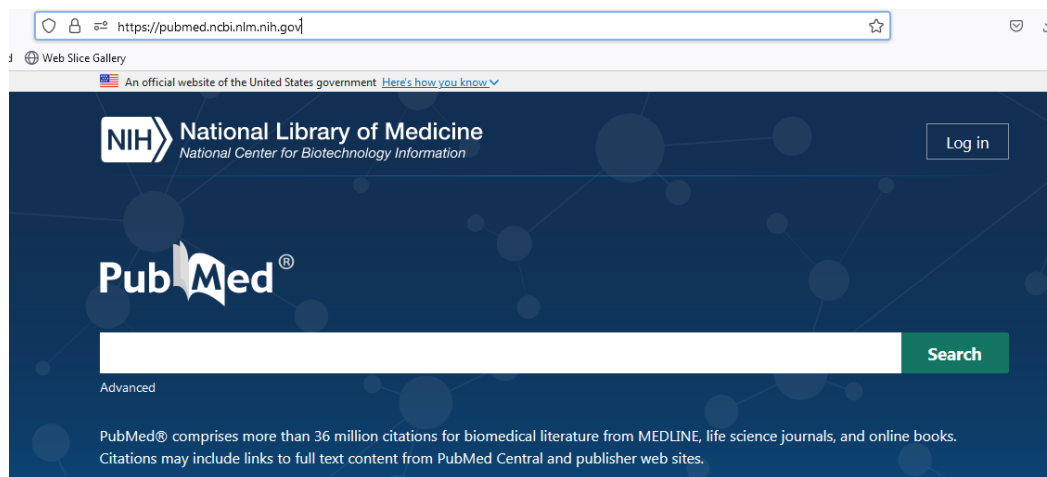 https://pubmed.ncbi.nlm.nih.gov
Web Slice Gallery
An official website of the United States government Here's how you know
NIH National Library of Medicine
National Center for Biotechnology Information
Log in
PubMed®
Search
Advanced
PubMed® comprises more than 36 million citations for biomedical literature from MEDLINE, life science journals, and online books.
Citations may include links to full text content from PubMed Central and publisher web sites.